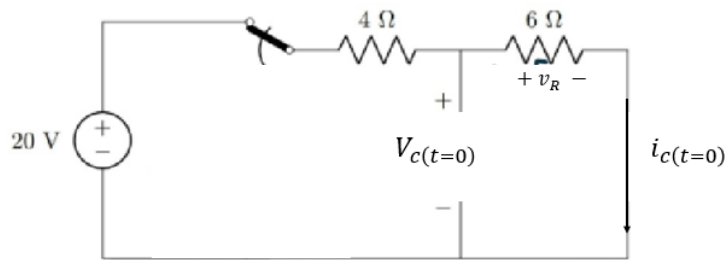 4 Ω
6 Ω
+ v_R −
20 V
+
−
+
V_c(t=0)
−
i_c(t=0)